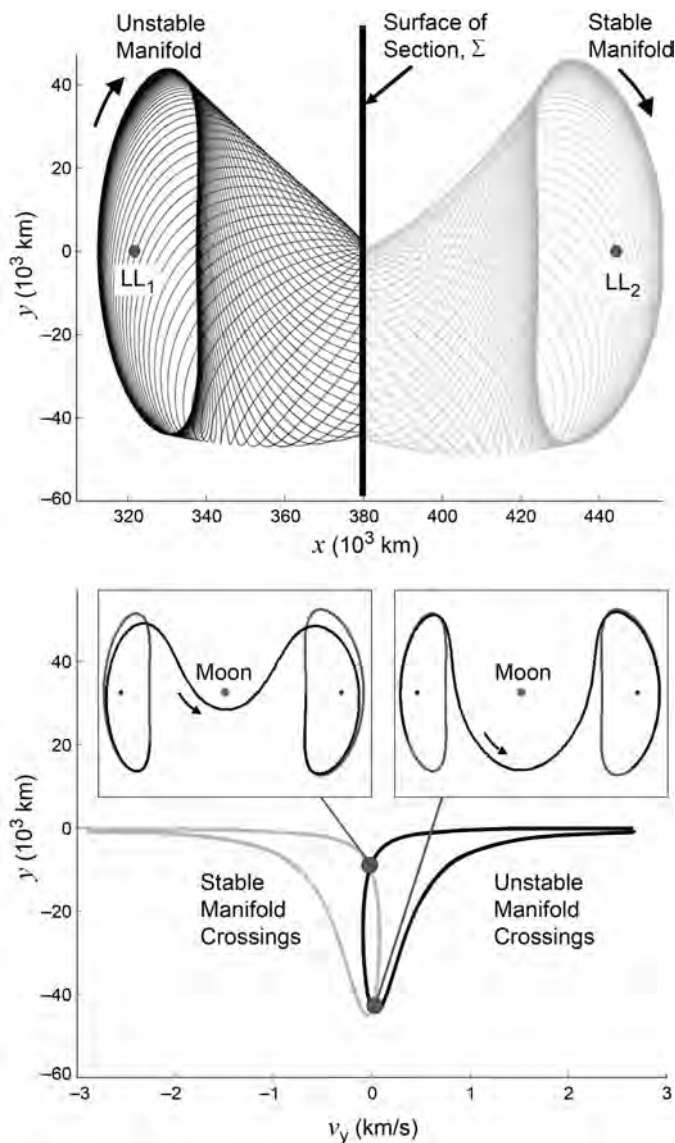 Unstable
Manifold
Surface of
Section, Σ
Stable
Manifold
40
20
0
−20
−40
−60
y (10³ km)
LL₁
LL₂
320
340
360
380
400
420
440
x (10³ km)
Moon
Moon
40
20
0
−20
−40
−60
y (10³ km)
Stable
Manifold
Crossings
Unstable
Manifold
Crossings
−3
−2
−1
0
1
2
3
v_y (km/s)